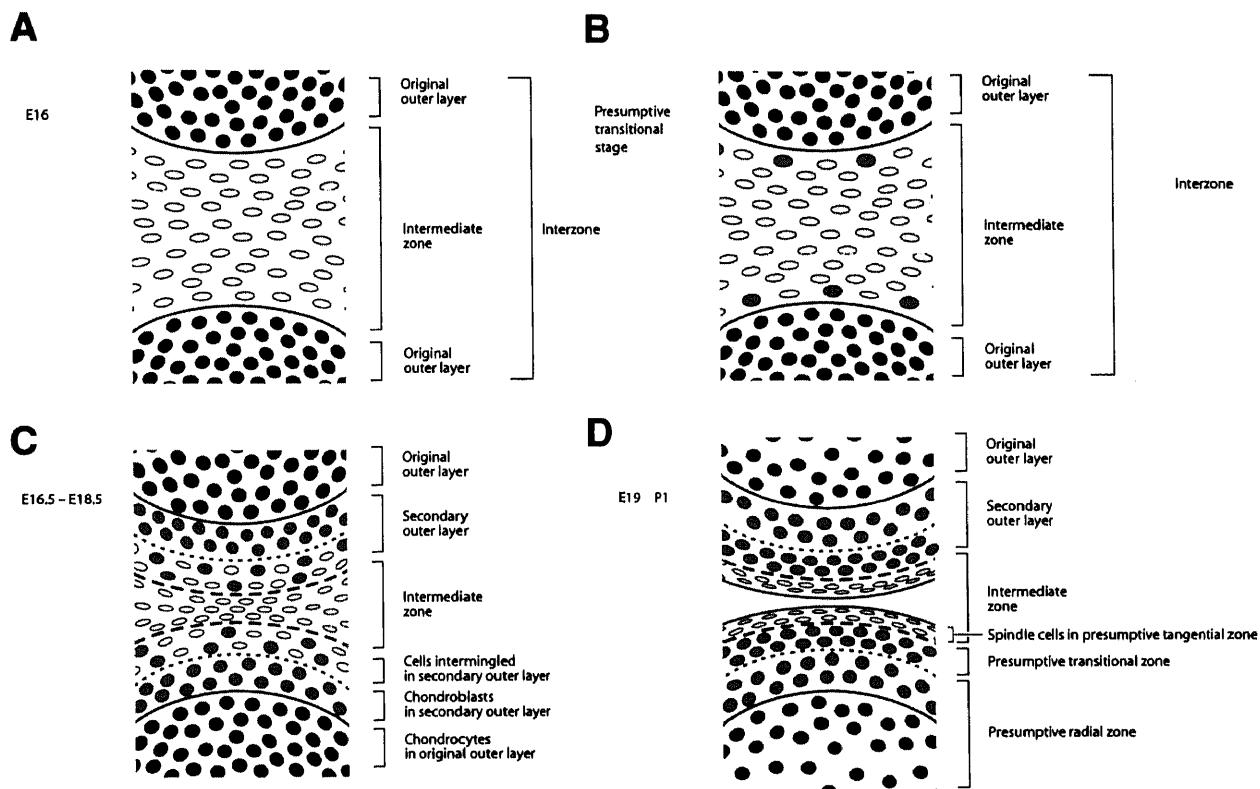 A
E16
Original
outer layer
Intermediate
zone
Interzone
Original
outer layer
B
Presumptive
transitional
stage
Original
outer layer
Intermediate
zone
Interzone
Original
outer layer
C
E16.5 – E18.5
Original
outer layer
Secondary
outer layer
Intermediate
zone
Cells intermingled
in secondary outer layer
Chondroblasts
in secondary outer layer
Chondrocytes
in original outer layer
D
E19 P1
Original
outer layer
Secondary
outer layer
Intermediate
zone
Spindle cells in presumptive tangential zone
Presumptive transitional zone
Presumptive radial zone